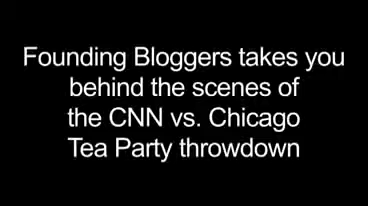 Founding Bloggers takes you
behind the scenes of
the CNN vs. Chicago
Tea Party throwdown